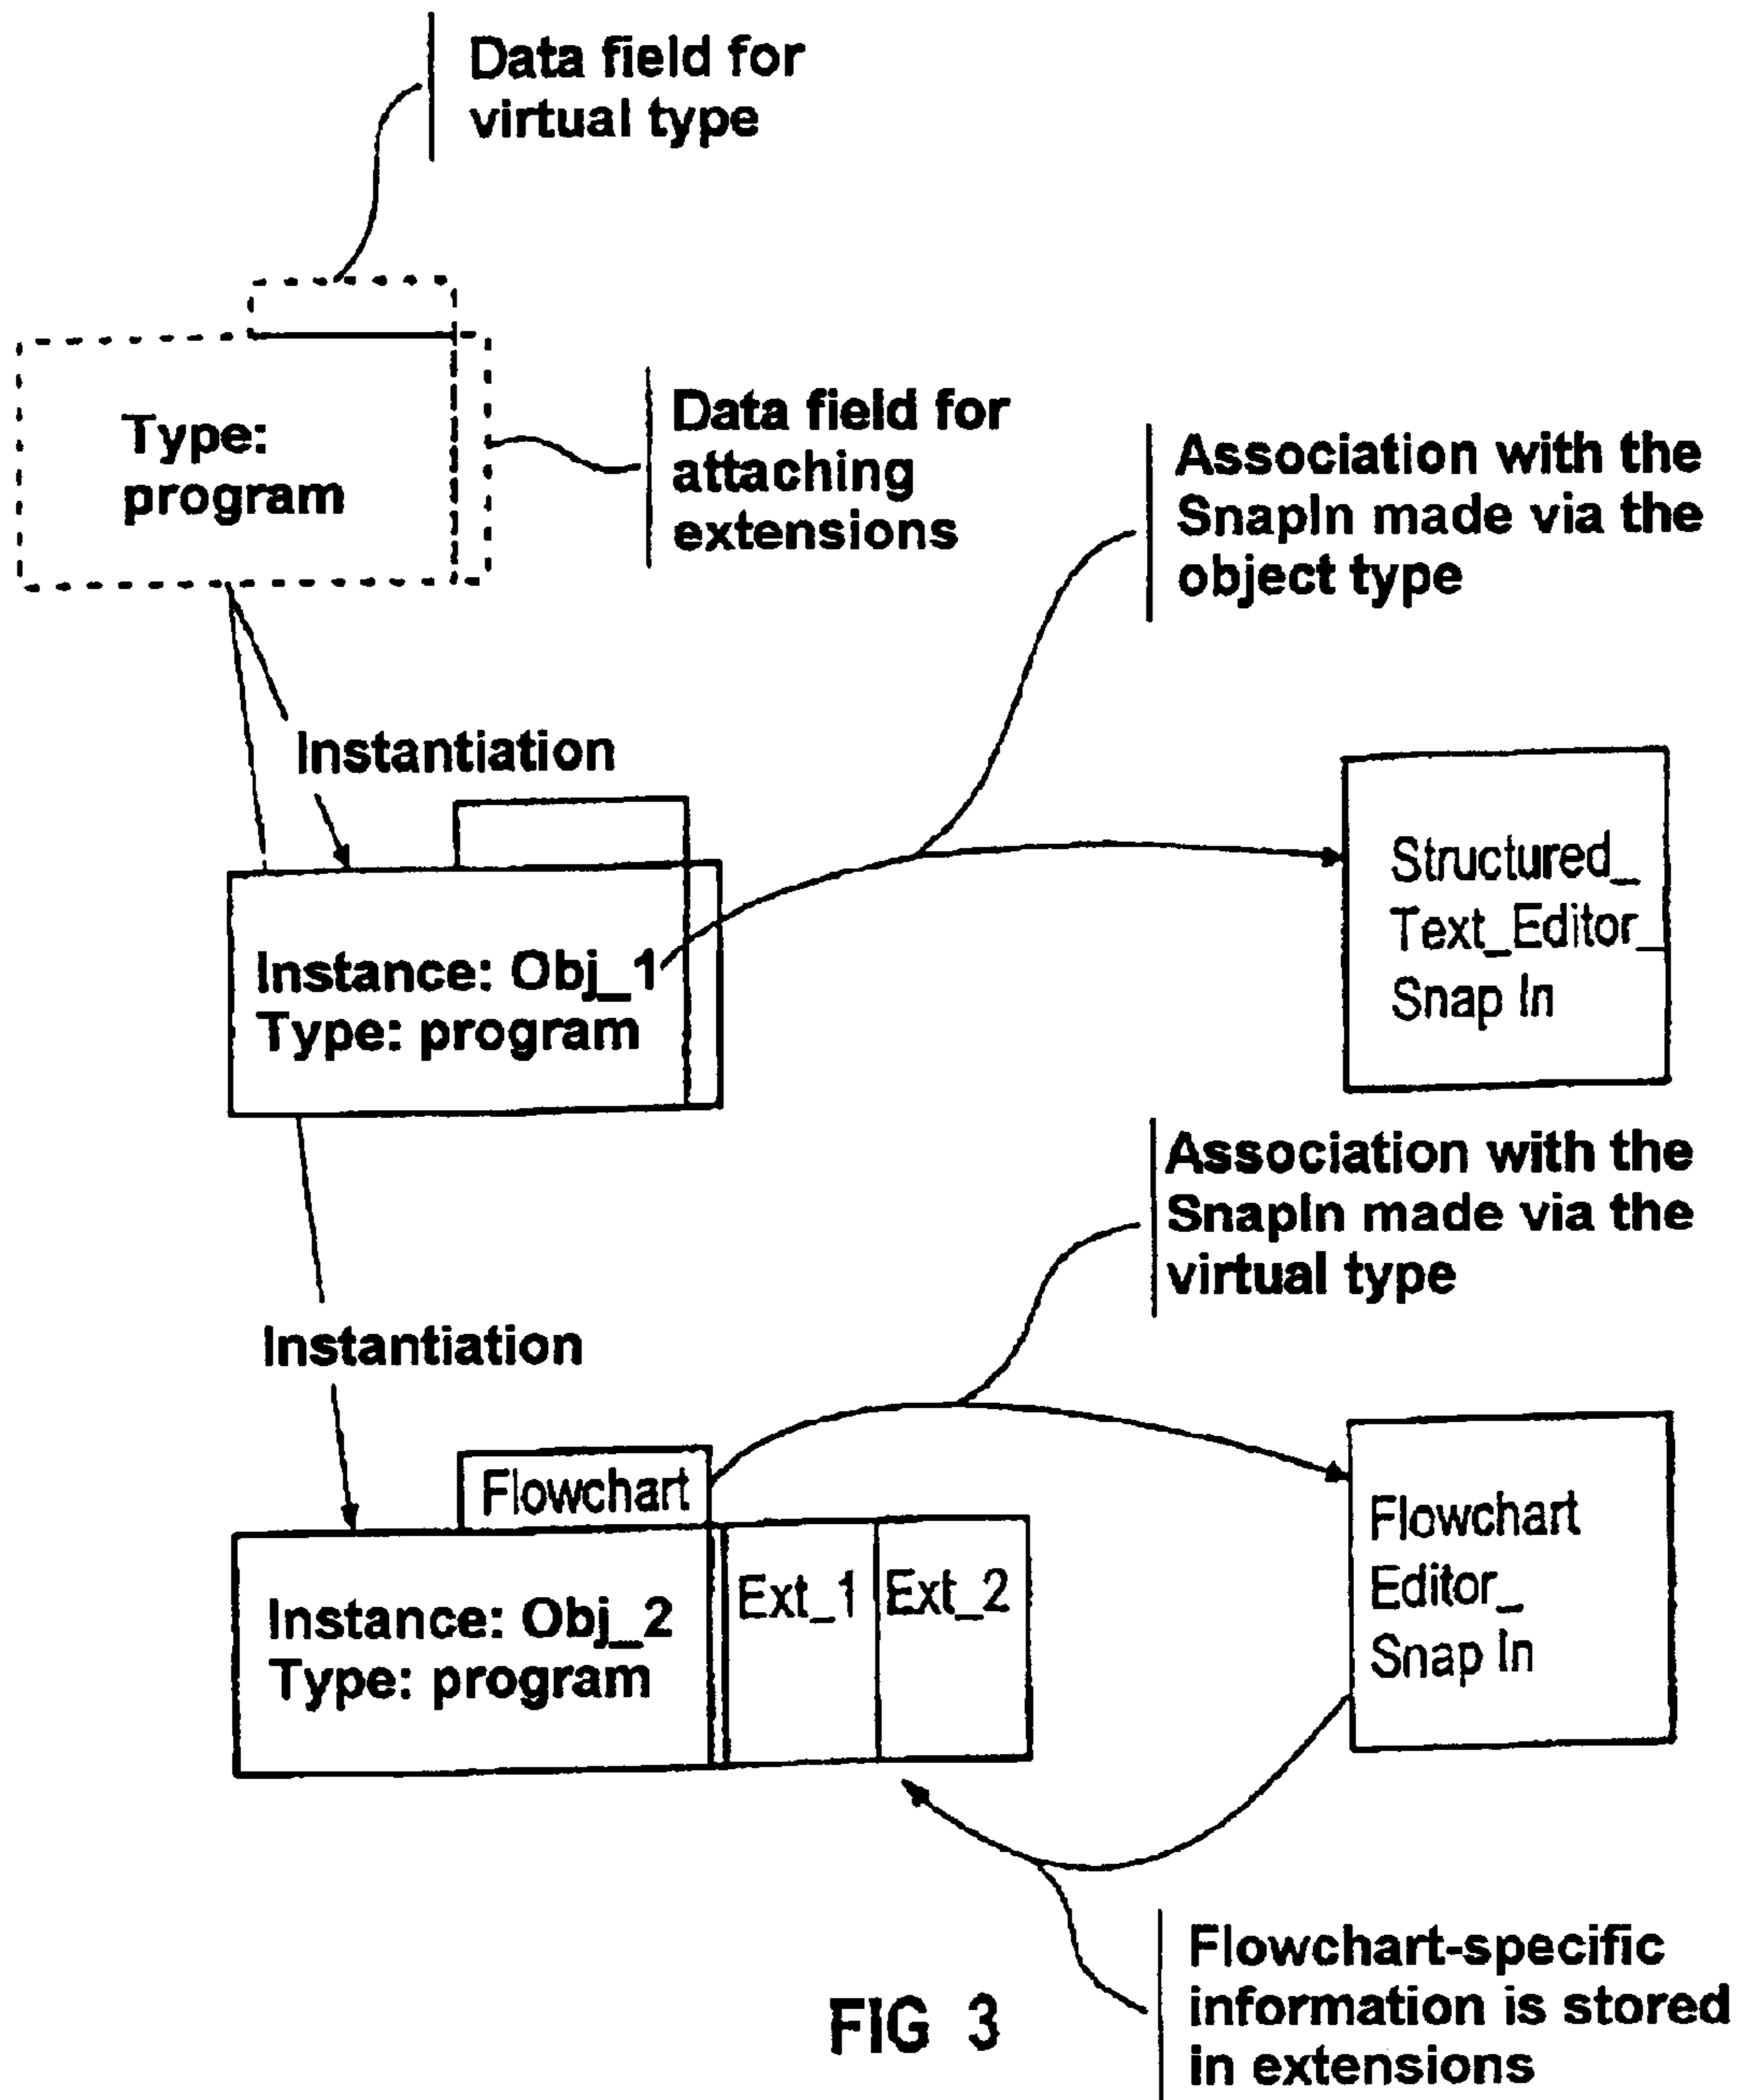 Data field for
virtual type
Type:
program
Data field for
attaching
extensions
Association with the
SnapIn made via the
object type
Instantiation
Structured_
Text_Editor_
Snap In
Instance: Obj_1
Type: program
Association with the
SnapIn made via the
virtual type
Instantiation
Flowchart
Instance: Obj_2
Type: program
Ext_1
Ext_2
Flowchart
Editor_
Snap In
Flowchart-specific
information is stored
in extensions
FIG 3